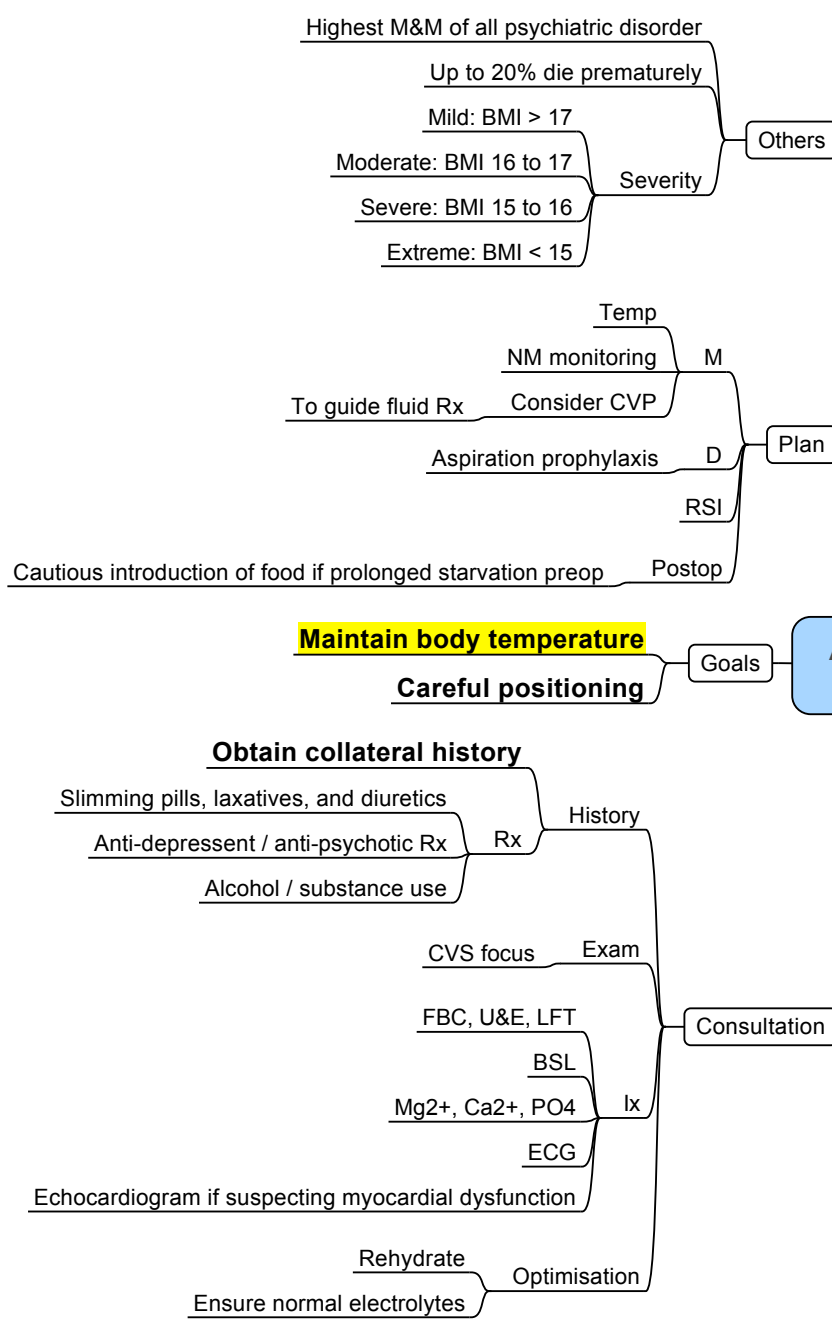 Highest M&M of all psychiatric disorder
Up to 20% die prematurely
Others
Mild: BMI > 17
Moderate: BMI 16 to 17
Severity
Severe: BMI 15 to 16
Extreme: BMI < 15
Temp
NM monitoring
M
To guide fluid Rx
Consider CVP
Plan
Aspiration prophylaxis
D
RSI
Cautious introduction of food if prolonged starvation preop
Postop
Maintain body temperature
Goals
Careful positioning
Obtain collateral history
Slimming pills, laxatives, and diuretics
History
Anti-depressent / anti-psychotic Rx
Rx
Alcohol / substance use
CVS focus
Exam
FBC, U&E, LFT
Consultation
BSL
Mg2+, Ca2+, PO4
Ix
ECG
Echocardiogram if suspecting myocardial dysfunction
Rehydrate
Optimisation
Ensure normal electrolytes